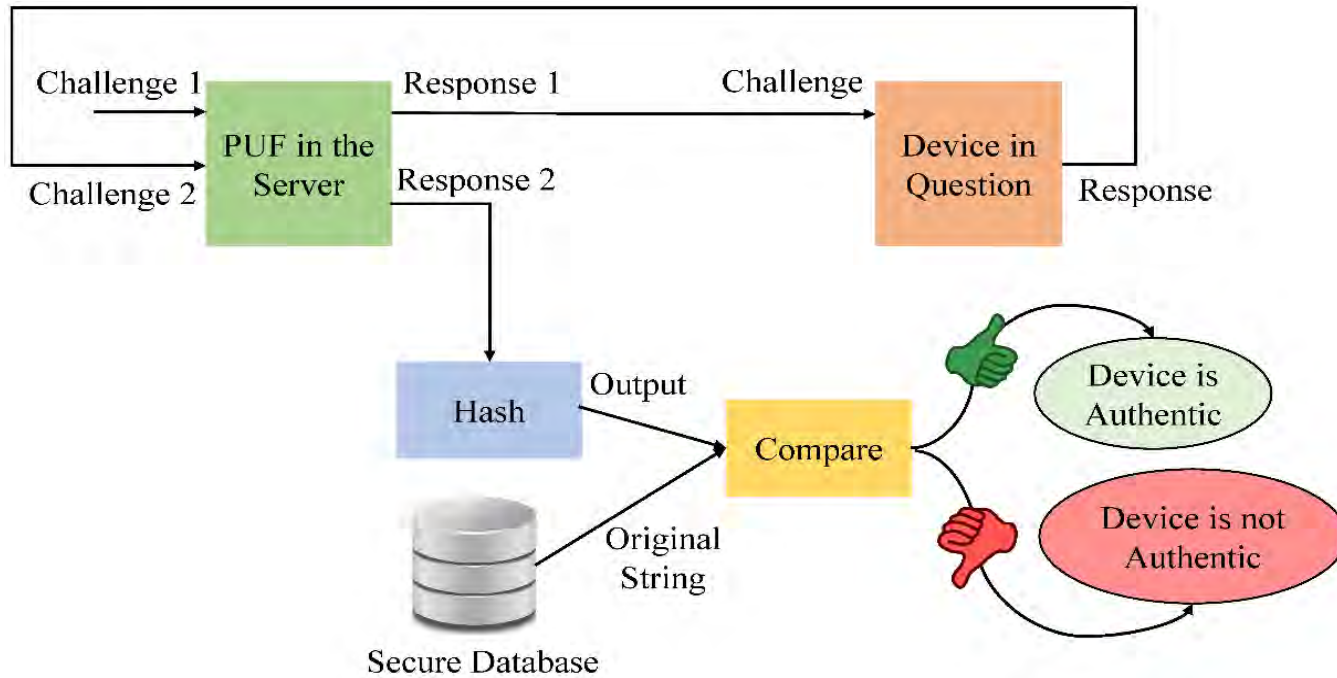 Challenge 1
Response 1
Challenge
PUF in the
Server
Device in
Question
Challenge 2
Response 2
Response
Hash
Output
Compare
Device is
Authentic
Device is not
Authentic
Original
String
Secure Database